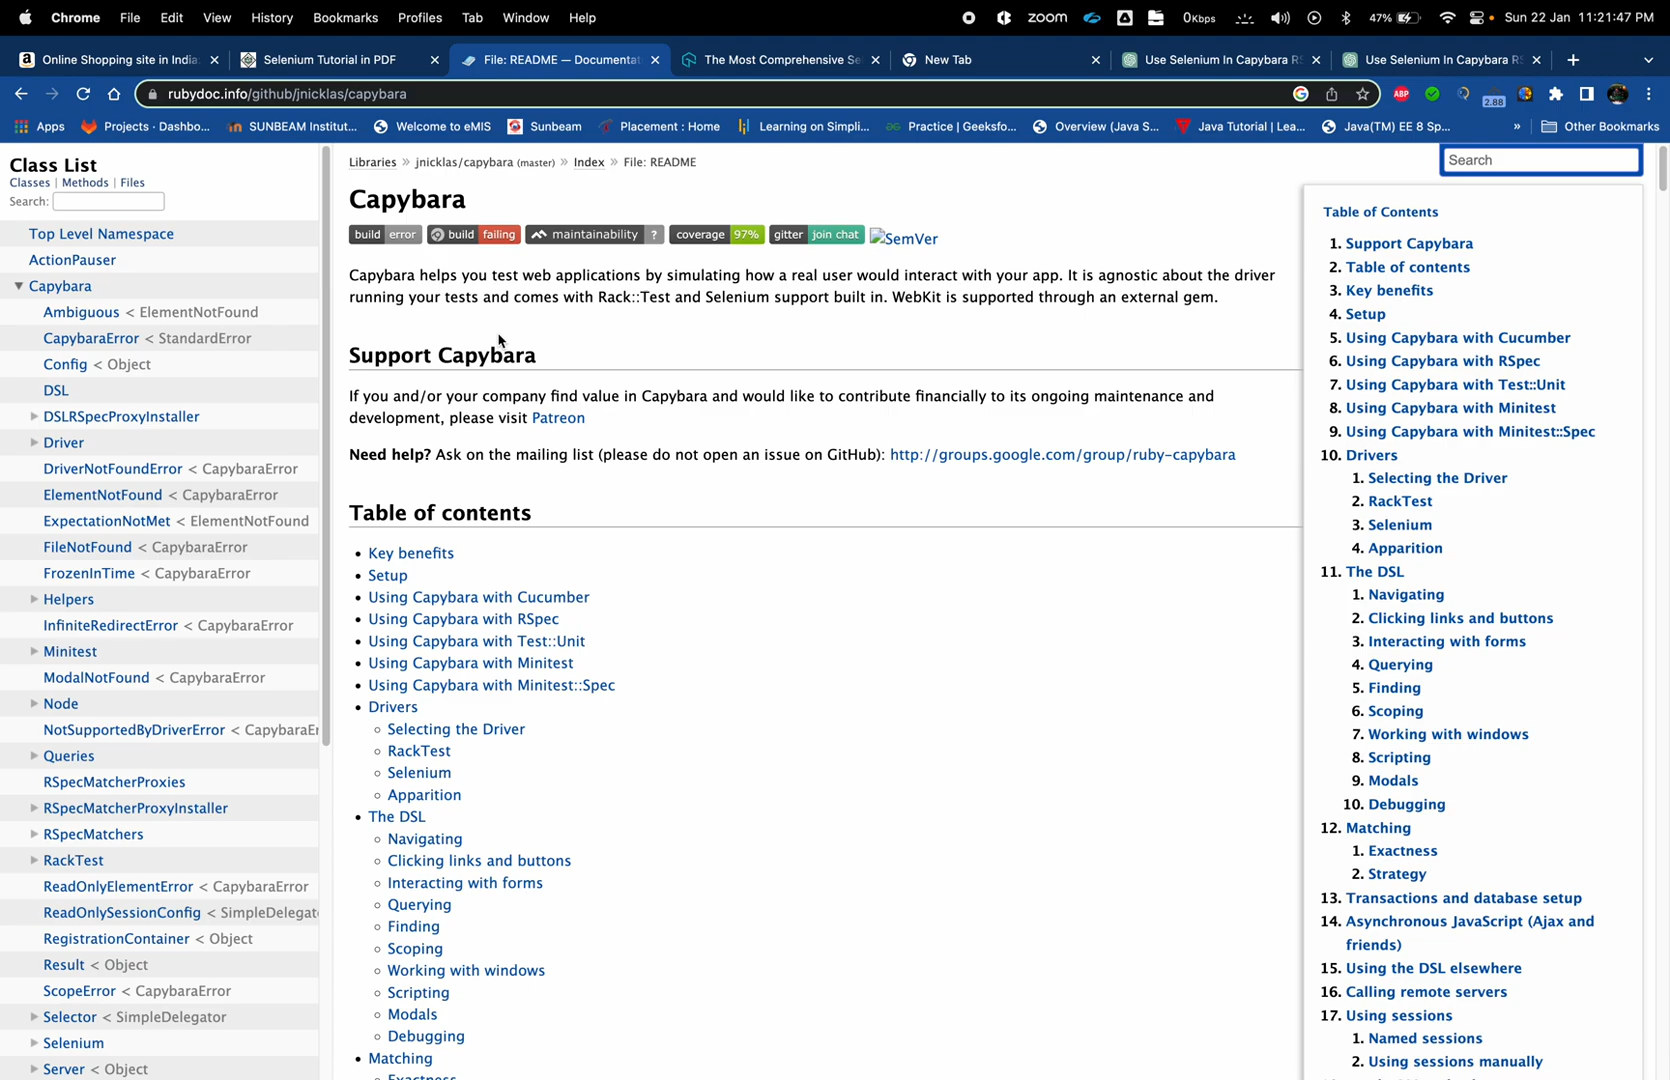 Chrome File Edit View History Bookmarks Profiles Tab Window Help zoom 0Kbps 47% Sun 22 Jan 11:21:47 PM
Online Shopping site in India: Selenium Tutorial in PDF File: README — Documentat The Most Comprehensive Se New Tab Use Selenium In Capybara RS Use Selenium In Capybara RS
rubydoc.info/github/jnicklas/capybara ABP 2.88
Apps Projects · Dashbo... SUNBEAM Institut... Welcome to eMIS Sunbeam Placement : Home Learning on Simpli... Practice | Geeksfo... Overview (Java S... Java Tutorial | Lea... Java(TM) EE 8 Sp... » Other Bookmarks
Class List
Classes | Methods | Files
Search:
Top Level Namespace
ActionPauser
Capybara
Ambiguous < ElementNotFound
CapybaraError < StandardError
Config < Object
DSL
DSLRSpecProxyInstaller
Driver
DriverNotFoundError < CapybaraError
ElementNotFound < CapybaraError
ExpectationNotMet < ElementNotFound
FileNotFound < CapybaraError
FrozenInTime < CapybaraError
Helpers
InfiniteRedirectError < CapybaraError
Minitest
ModalNotFound < CapybaraError
Node
NotSupportedByDriverError < CapybaraEr
Queries
RSpecMatcherProxies
RSpecMatcherProxyInstaller
RSpecMatchers
RackTest
ReadOnlyElementError < CapybaraError
ReadOnlySessionConfig < SimpleDelegat
RegistrationContainer < Object
Result < Object
ScopeError < CapybaraError
Selector < SimpleDelegator
Selenium
Server < Object
Libraries » jnicklas/capybara (master) » Index » File: README
Capybara
build error build failing maintainability ? coverage 97% gitter join chat SemVer
Capybara helps you test web applications by simulating how a real user would interact with your app. It is agnostic about the driver
running your tests and comes with Rack::Test and Selenium support built in. WebKit is supported through an external gem.
Support Capybara
If you and/or your company find value in Capybara and would like to contribute financially to its ongoing maintenance and
development, please visit Patreon
Need help? Ask on the mailing list (please do not open an issue on GitHub): http://groups.google.com/group/ruby-capybara
Table of contents
• Key benefits
• Setup
• Using Capybara with Cucumber
• Using Capybara with RSpec
• Using Capybara with Test::Unit
• Using Capybara with Minitest
• Using Capybara with Minitest::Spec
• Drivers
◦ Selecting the Driver
◦ RackTest
◦ Selenium
◦ Apparition
• The DSL
◦ Navigating
◦ Clicking links and buttons
◦ Interacting with forms
◦ Querying
◦ Finding
◦ Scoping
◦ Working with windows
◦ Scripting
◦ Modals
◦ Debugging
• Matching
◦ Exactness
Search
Table of Contents
1. Support Capybara
2. Table of contents
3. Key benefits
4. Setup
5. Using Capybara with Cucumber
6. Using Capybara with RSpec
7. Using Capybara with Test::Unit
8. Using Capybara with Minitest
9. Using Capybara with Minitest::Spec
10. Drivers
1. Selecting the Driver
2. RackTest
3. Selenium
4. Apparition
11. The DSL
1. Navigating
2. Clicking links and buttons
3. Interacting with forms
4. Querying
5. Finding
6. Scoping
7. Working with windows
8. Scripting
9. Modals
10. Debugging
12. Matching
1. Exactness
2. Strategy
13. Transactions and database setup
14. Asynchronous JavaScript (Ajax and
friends)
15. Using the DSL elsewhere
16. Calling remote servers
17. Using sessions
1. Named sessions
2. Using sessions manually